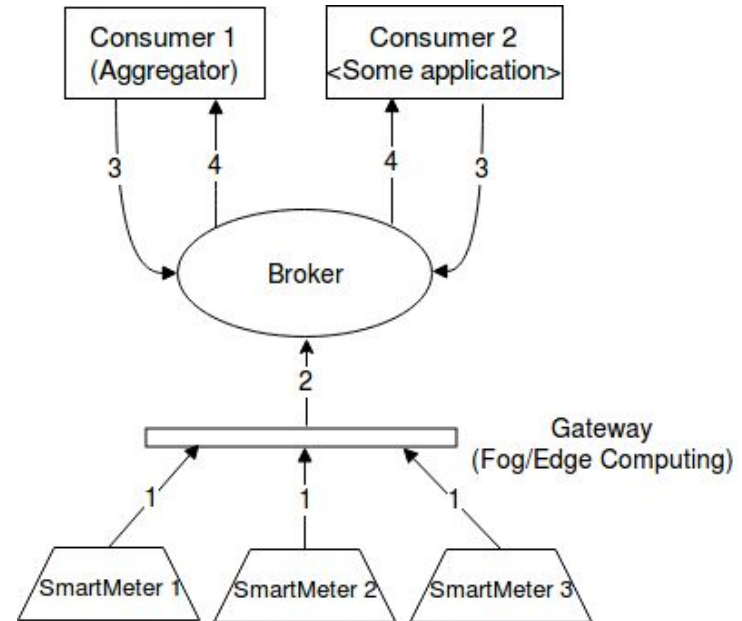 Consumer 1
(Aggregator)
Consumer 2
<Some application>
3
4
4
3
Broker
2
Gateway
(Fog/Edge Computing)
1
1
1
SmartMeter 1
SmartMeter 2
SmartMeter 3